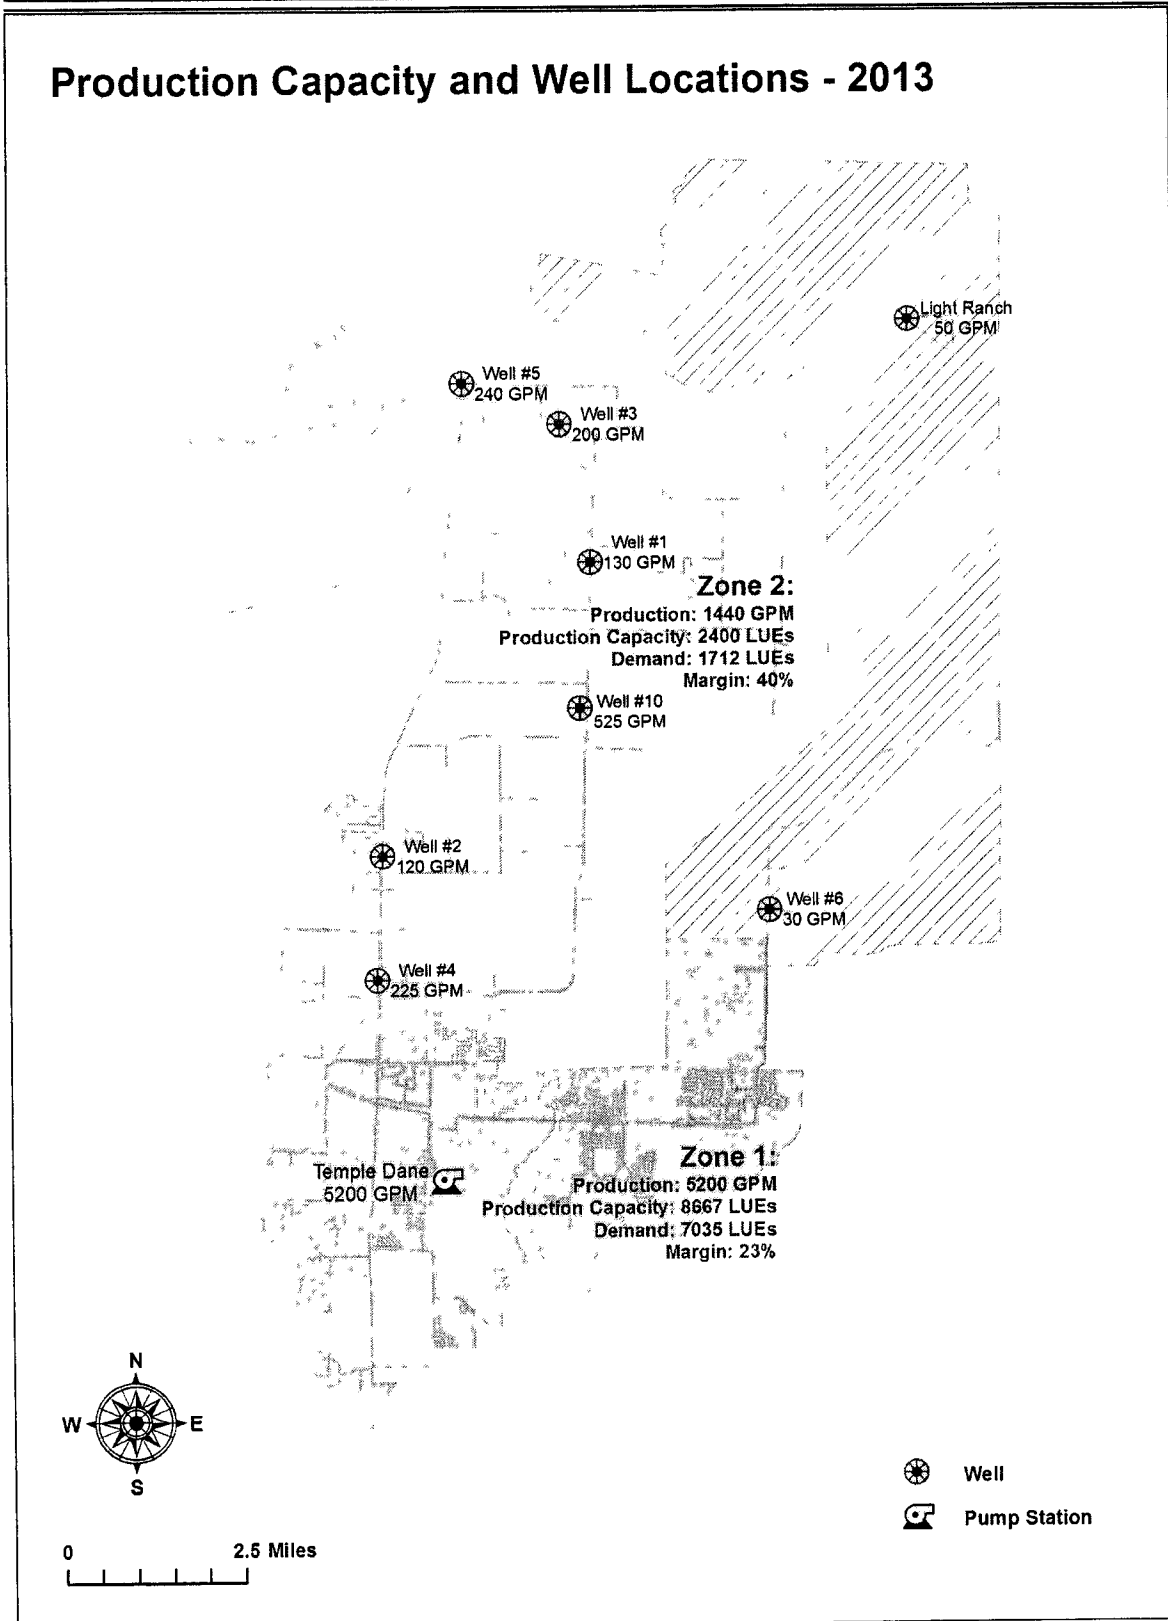 Production Capacity and Well Locations - 2013
Light Ranch
50 GPM
Well #5
240 GPM
Well #3
200 GPM
Well #1
130 GPM
Zone 2:
Production: 1440 GPM
Production Capacity: 2400 LUEs
Demand: 1712 LUEs
Margin: 40%
Well #10
525 GPM
Well #2
120 GPM
Well #6
30 GPM
Well #4
225 GPM
Zone 1:
Temple Dane
5200 GPM
Production: 5200 GPM
Production Capacity: 8667 LUEs
Demand: 7035 LUEs
Margin: 23%
N
W
E
S
Well
Pump Station
0
2.5 Miles